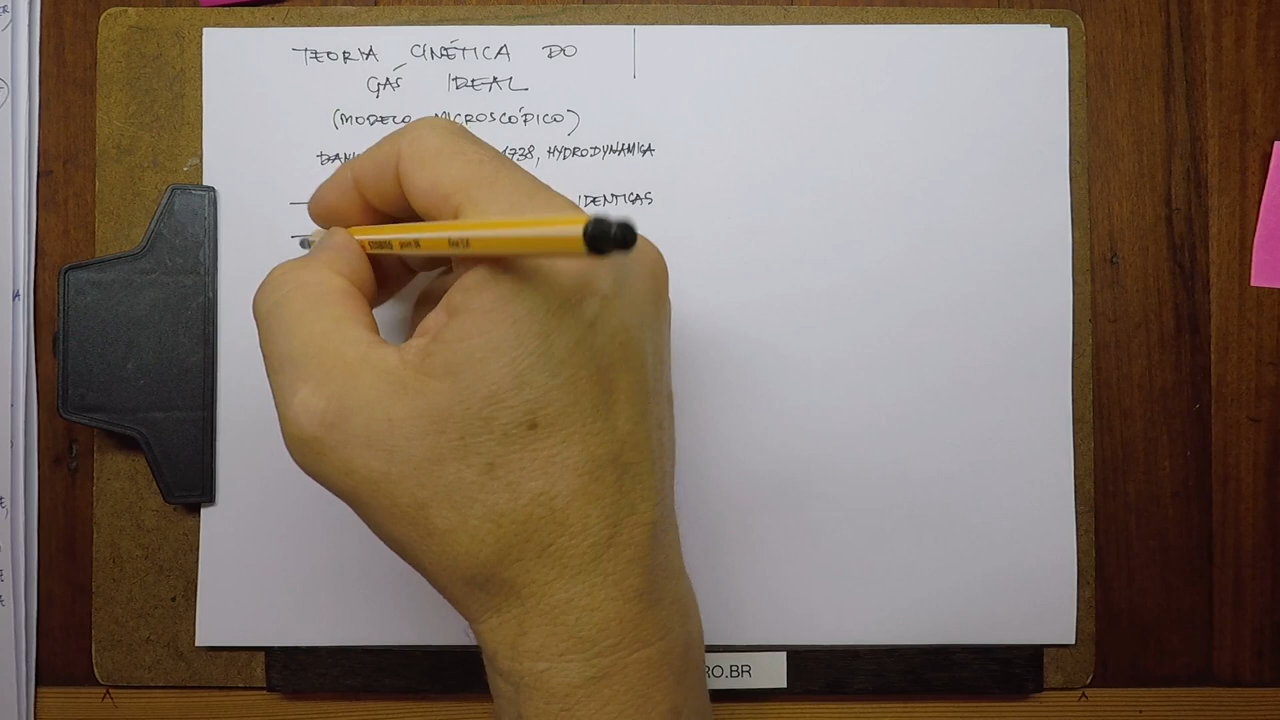 TEORIA CINÉTICA DO
GÁS IDEAL
(MODELO MICROSCÓPICO)
1738, HYDRODYNAMICA
IDENTICAS
RO.BR